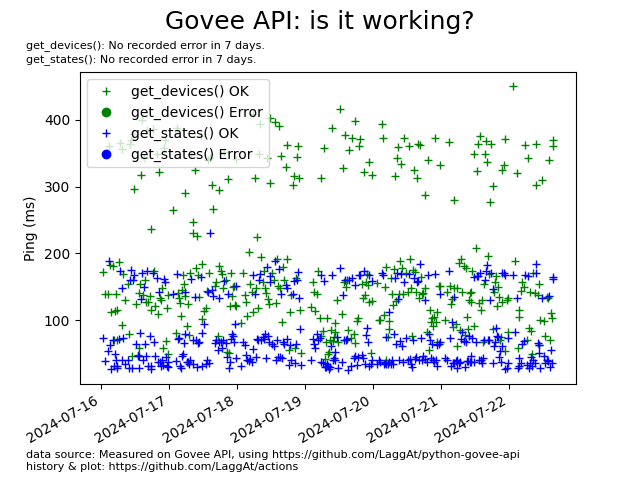 Govee API: is it working?
get_devices(): No recorded error in 7 days.
get_states(): No recorded error in 7 days.
get_devices() OK
get_devices() Error
get_states() OK
get_states() Error
Ping (ms)
400
300
200
100
2024-07-16
2024-07-17
2024-07-18
2024-07-19
2024-07-20
2024-07-21
2024-07-22
data source: Measured on Govee API, using https://github.com/LaggAt/python-govee-api
history & plot: https://github.com/LaggAt/actions